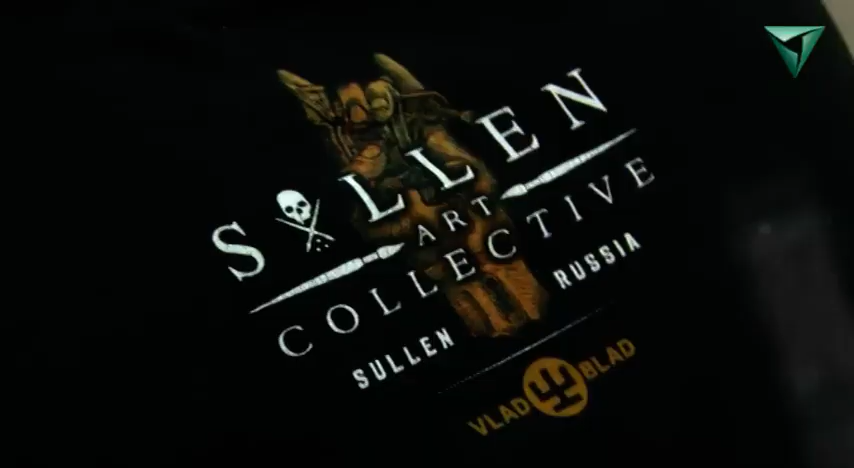 SULLEN
ART
COLLECTIVE
SULLEN RUSSIA
VLAD BLAD